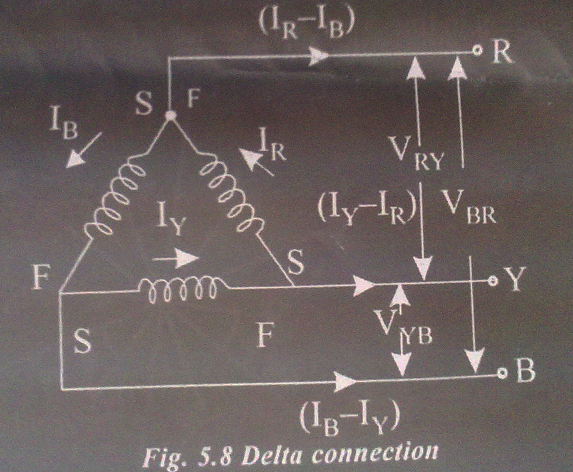 (I_R–I_B)
R
S F
I_B
I_R
V_RY
I_Y
(I_Y–I_R) V_BR
F
S
Y
S
F
V_YB
B
(I_B–I_Y)
Fig. 5.8 Delta connection